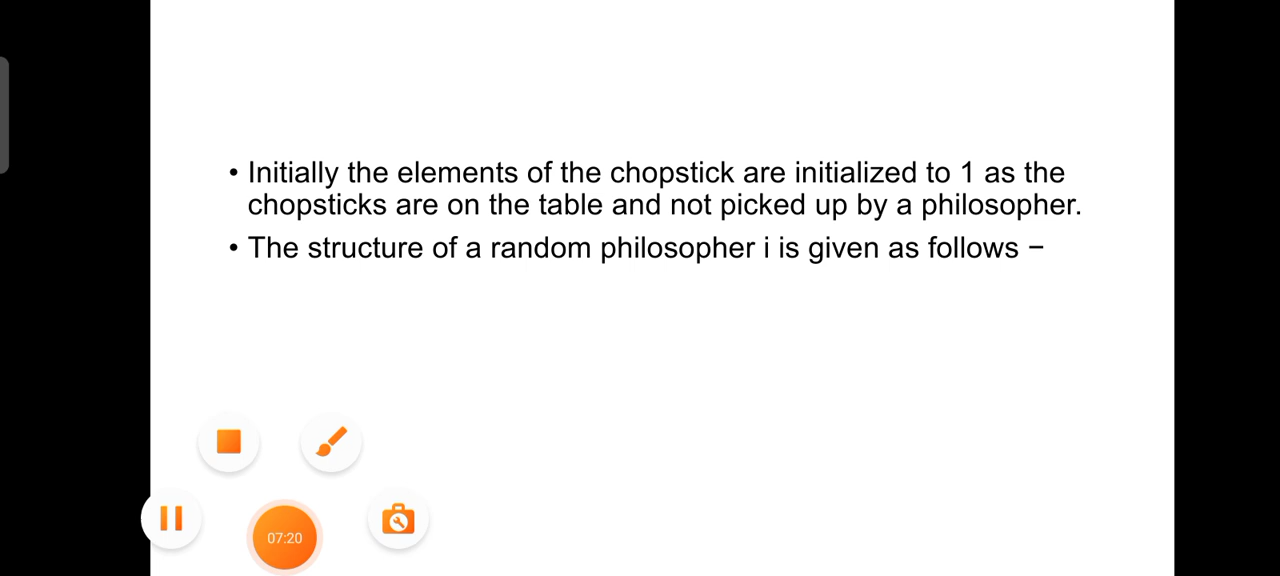 • Initially the elements of the chopstick are initialized to 1 as the
chopsticks are on the table and not picked up by a philosopher.
• The structure of a random philosopher i is given as follows −
07:20